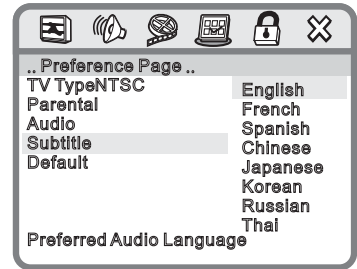 .. Preference Page ..
TV TypeNTSC
Parental
Audio
Subtitle
Default
English
French
Spanish
Chinese
Japanese
Korean
Russian
Thai
Preferred Audio Language